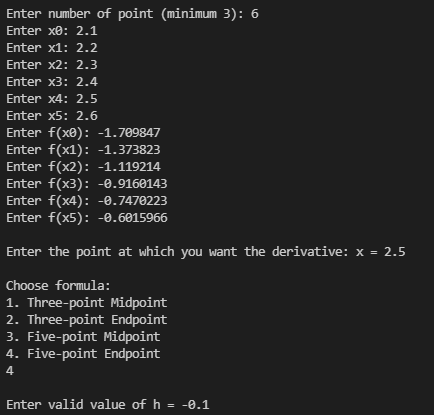 Enter number of point (minimum 3): 6
Enter x0: 2.1
Enter x1: 2.2
Enter x2: 2.3
Enter x3: 2.4
Enter x4: 2.5
Enter x5: 2.6
Enter f(x0): -1.709847
Enter f(x1): -1.373823
Enter f(x2): -1.119214
Enter f(x3): -0.9160143
Enter f(x4): -0.7470223
Enter f(x5): -0.6015966
Enter the point at which you want the derivative: x = 2.5
Choose formula:
1. Three-point Midpoint
2. Three-point Endpoint
3. Five-point Midpoint
4. Five-point Endpoint
4
Enter valid value of h = -0.1